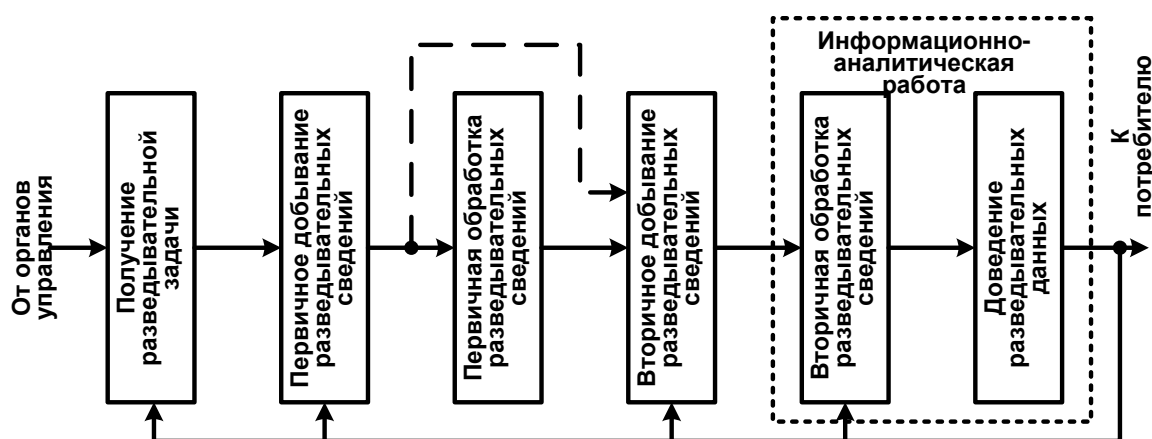 От органов
управления
Получение
разведывательной
задачи
Первичное добывание
разведывательных
сведений
Первичная обработка
разведывательных
сведений
Вторичное добывание
разведывательных
сведений
Информационно-
аналитическая
работа
Вторичная обработка
разведывательных
сведений
Доведение
разведывательных
данных
К
потребителю